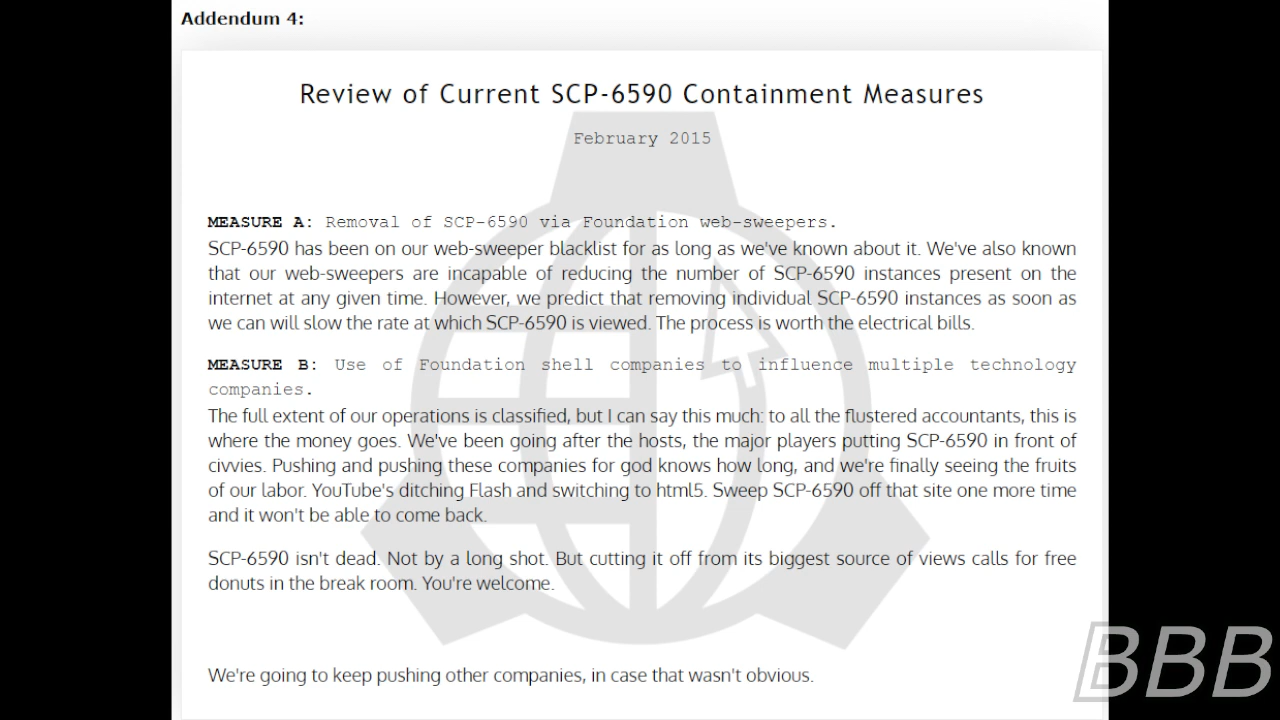 Addendum 4:
Review of Current SCP-6590 Containment Measures
February 2015
MEASURE A: Removal of SCP-6590 via Foundation web-sweepers.
SCP-6590 has been on our web-sweeper blacklist for as long as we've known about it. We've also known
that our web-sweepers are incapable of reducing the number of SCP-6590 instances present on the
internet at any given time. However, we predict that removing individual SCP-6590 instances as soon as
we can will slow the rate at which SCP-6590 is viewed. The process is worth the electrical bills.
MEASURE B: Use of Foundation shell companies to influence multiple technology
companies.
The full extent of our operations is classified, but I can say this much: to all the flustered accountants, this is
where the money goes. We've been going after the hosts, the major players putting SCP-6590 in front of
civvies. Pushing and pushing these companies for god knows how long, and we're finally seeing the fruits
of our labor. YouTube's ditching Flash and switching to html5. Sweep SCP-6590 off that site one more time
and it won't be able to come back.
SCP-6590 isn't dead. Not by a long shot. But cutting it off from its biggest source of views calls for free
donuts in the break room. You're welcome.
We're going to keep pushing other companies, in case that wasn't obvious.
BBB